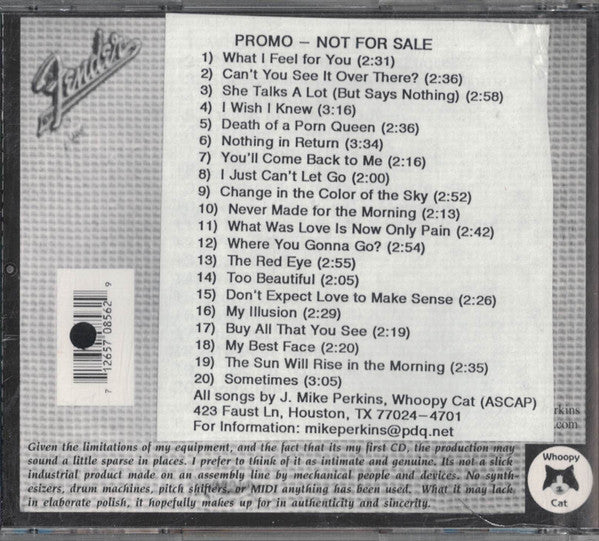 Fender
PROMO – NOT FOR SALE
1) What I Feel for You (2:31)
2) Can't You See It Over There? (2:36)
3) She Talks A Lot (But Says Nothing) (2:58)
4) I Wish I Knew (3:16)
5) Death of a Porn Queen (2:36)
6) Nothing in Return (3:34)
7) You'll Come Back to Me (2:16)
8) I Just Can't Let Go (2:00)
9) Change in the Color of the Sky (2:52)
10) Never Made for the Morning (2:13)
11) What Was Love Is Now Only Pain (2:42)
12) Where You Gonna Go? (2:54)
13) The Red Eye (2:55)
14) Too Beautiful (2:05)
15) Don't Expect Love to Make Sense (2:26)
16) My Illusion (2:29)
17) Buy All That You See (2:19)
18) My Best Face (2:20)
19) The Sun Will Rise in the Morning (2:35)
20) Sometimes (3:05)
All songs by J. Mike Perkins, Whoopy Cat (ASCAP)
423 Faust Ln, Houston, TX 77024–4701
For Information: mikeperkins@pdq.net
7 12657 08562 9
rkins
.com
Given the limitations of my equipment, and the fact that its my first CD, the production may
sound a little sparse in places. I prefer to think of it as intimate and genuine. Its not a slick
industrial product made on an assembly line by mechanical people and devices. No synth-
esizers, drum machines, pitch shifters, or MIDI anything has been used. What it may lack
in elaborate polish, it hopefully makes up for in authenticity and sincerity.
Whoopy
Cat